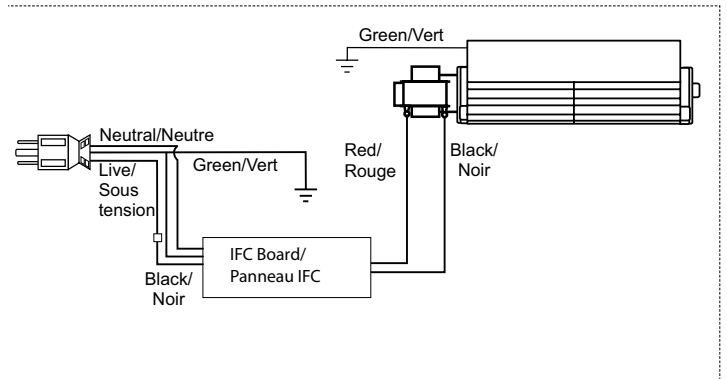 Green/Vert
Neutral/Neutre
Live/
Sous
tension
Green/Vert
Red/
Rouge
Black/
Noir
Black/
Noir
IFC Board/
Panneau IFC